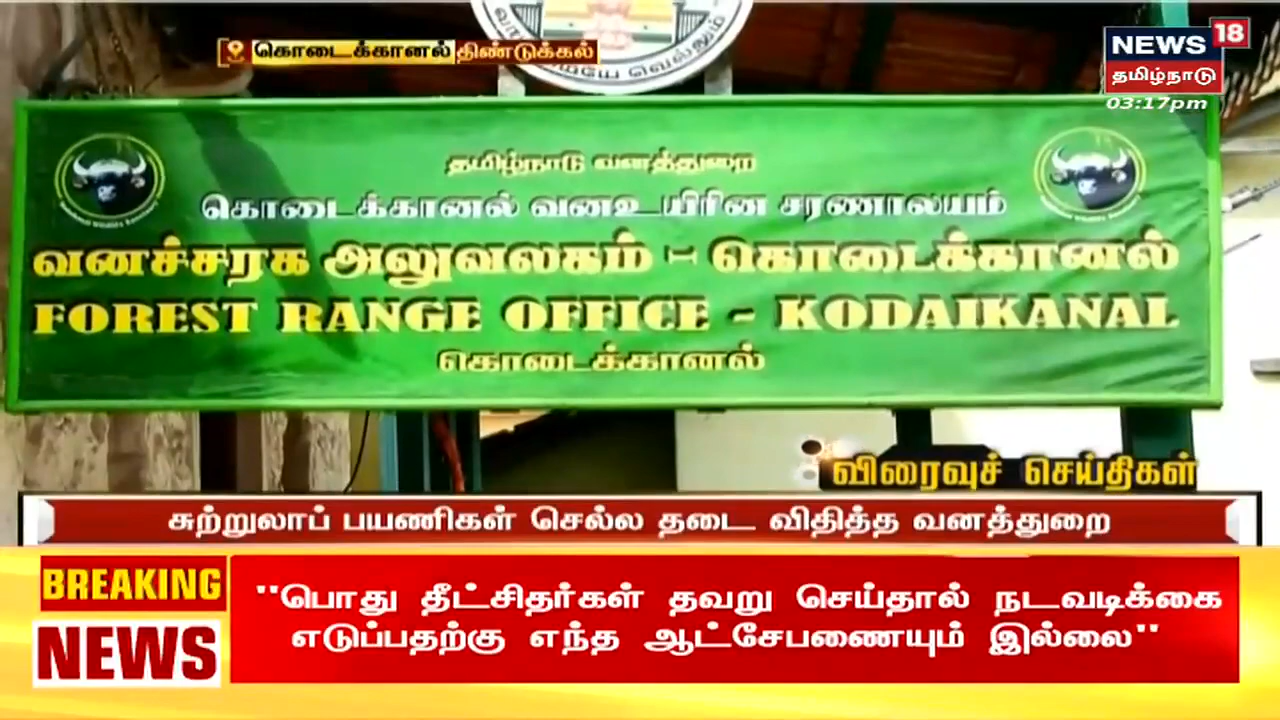 கொடைக்கானல் திண்டுக்கல்
NEWS 18
தமிழ்நாடு
03:17pm
வெல்லும்
தமிழ்நாடு வனத்துறை
கொடைக்கானல் வனஉயிரின சரணாலயம்
வனச்சரக அலுவலகம் - கொடைக்கானல்
FOREST RANGE OFFICE - KODAIKANAL
கொடைக்கானல்
விரைவுச் செய்திகள்
சுற்றுலாப் பயணிகள் செல்ல தடை விதித்த வனத்துறை
BREAKING
NEWS
"பொது தீட்சிதர்கள் தவறு செய்தால் நடவடிக்கை
எடுப்பதற்கு எந்த ஆட்சேபணையும் இல்லை"